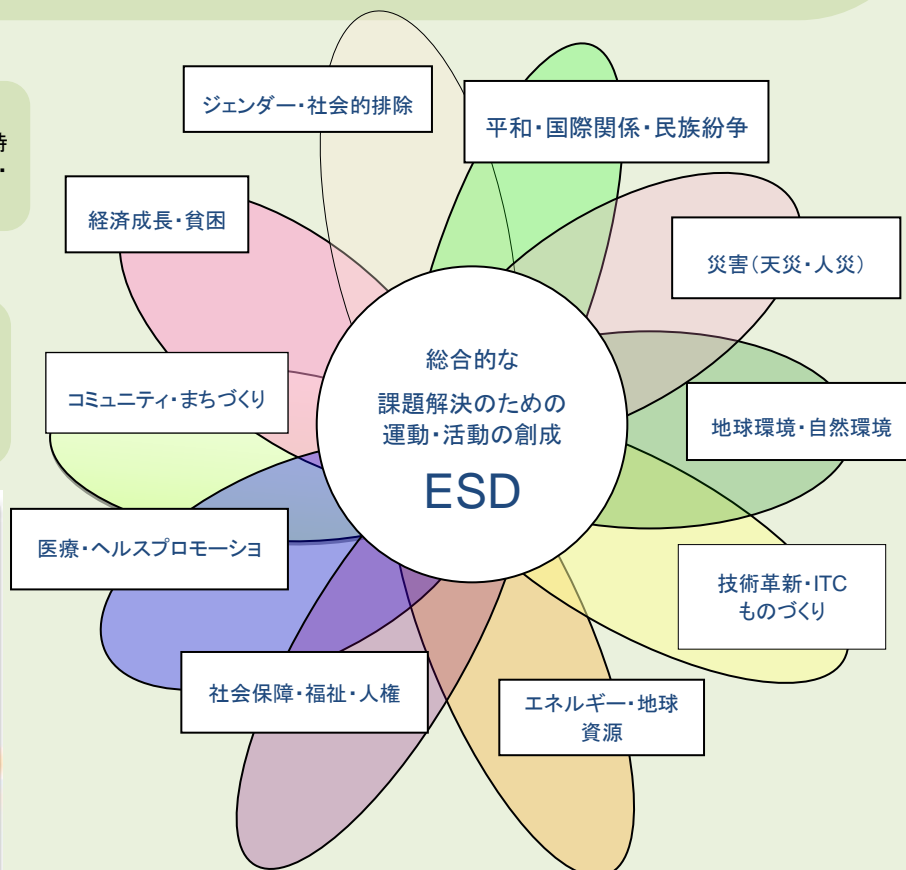 ジェンダー・社会的排除
平和・国際関係・民族紛争
時
経済成長・貧困
災害(天災・人災)
総合的な
課題解決のための
運動・活動の創成
ESD
コミュニティ・まちづくり
地球環境・自然環境
医療・ヘルスプロモーショ
技術革新・ITC
ものづくり
社会保障・福祉・人権
エネルギー・地球
資源